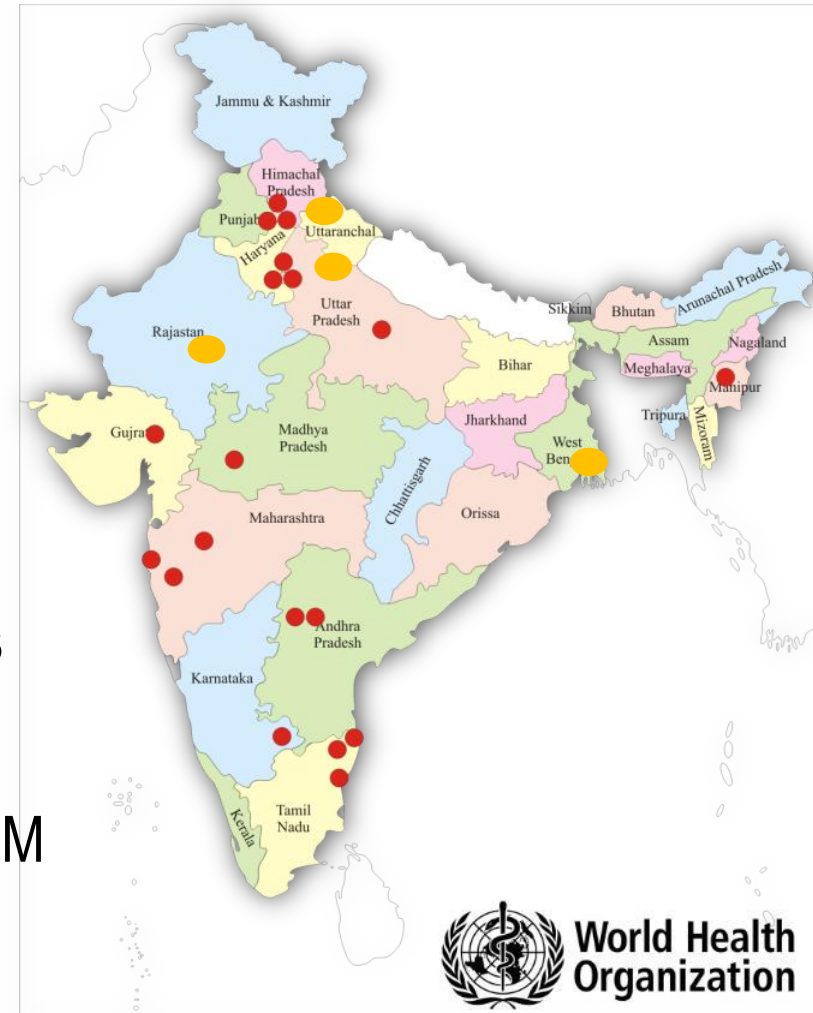 Jammu & Kashmir
Himachal
Pradesh
Punjab
Uttaranchal
Haryana
Rajastan
Uttar
Pradesh
Sikkim
Bhutan
Arunachal Pradesh
Assam
Nagaland
Meghalaya
Manipur
Bihar
Tripura
Mizoram
Gujra
Madhya
Pradesh
Jharkhand
West
Ben
Chhattisgarh
Maharashtra
Orissa
s
Andhra
Pradesh
Karnataka
M
Kerala
Tamil
Nadu
World Health
Organization